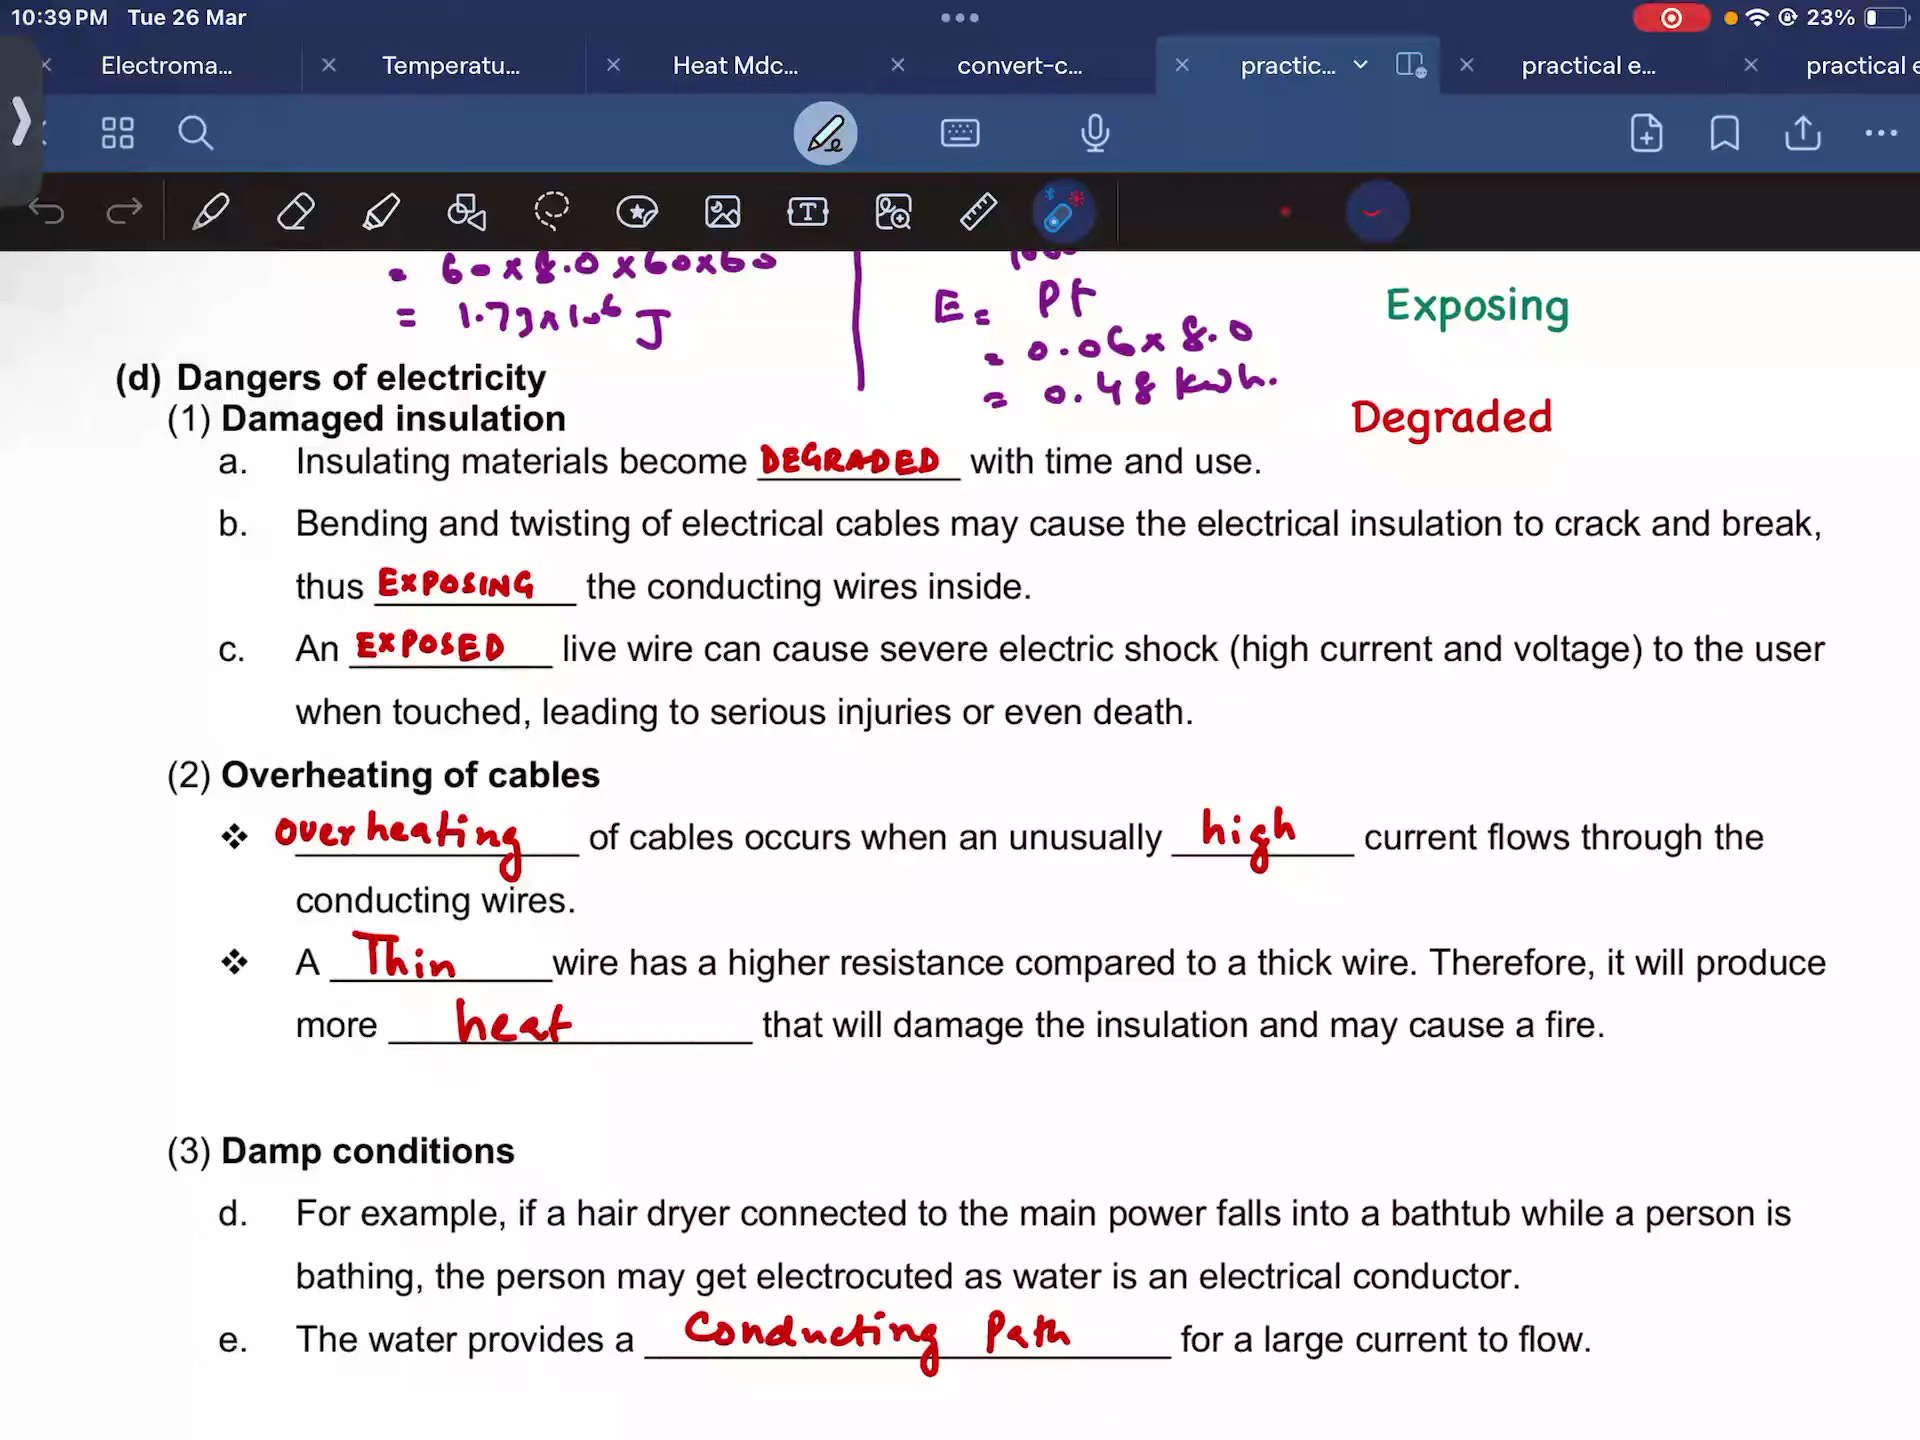 10:39 PM Tue 26 Mar
23%
Electroma...
Temperatu...
Heat Mdc...
convert-c...
practic...
practical e...
practical e
= 60 x 8.0 x 60 x 60
= 1.73 x 10⁶ J
E = Pt
= 0.06 x 8.0
= 0.48 kWh.
Exposing
Degraded
(d) Dangers of electricity
(1) Damaged insulation
a. Insulating materials become DEGRADED with time and use.
b. Bending and twisting of electrical cables may cause the electrical insulation to crack and break,
thus EXPOSING the conducting wires inside.
c. An EXPOSED live wire can cause severe electric shock (high current and voltage) to the user
when touched, leading to serious injuries or even death.
(2) Overheating of cables
❖ Overheating of cables occurs when an unusually high current flows through the
conducting wires.
❖ A Thin wire has a higher resistance compared to a thick wire. Therefore, it will produce
more heat that will damage the insulation and may cause a fire.
(3) Damp conditions
d. For example, if a hair dryer connected to the main power falls into a bathtub while a person is
bathing, the person may get electrocuted as water is an electrical conductor.
e. The water provides a Conducting Path for a large current to flow.